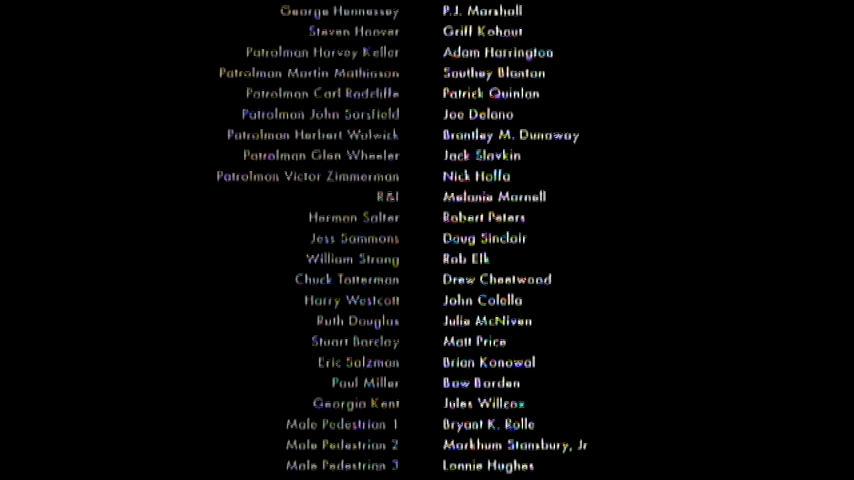 George Hennessey P.J. Marshall
Steven Hoover Griff Kohout
Patrolman Harvey Keller Adam Harrington
Patrolman Martin Mathieson Southey Blanton
Patrolman Carl Radcliffe Patrick Quinlan
Patrolman John Sarsfield Joe Delano
Patrolman Herbert Walwick Brantley M. Dunaway
Patrolman Glen Wheeler Jack Slavkin
Patrolman Victor Zimmerman Nick Hoffa
R&I Melanie Marnell
Herman Salter Robert Peters
Jess Sammons Doug Sinclair
William Strang Rob Elk
Chuck Tatterman Drew Cheetwood
Harry Westcott John Colella
Ruth Douglas Julie McNiven
Stuart Barclay Matt Price
Eric Salzman Brian Konowal
Paul Miller Baw Barden
Georgia Kent Jules Willcox
Male Pedestrian 1 Bryant K. Rolle
Male Pedestrian 2 Markhum Stansbury, Jr
Male Pedestrian 3 Lonnie Hughes